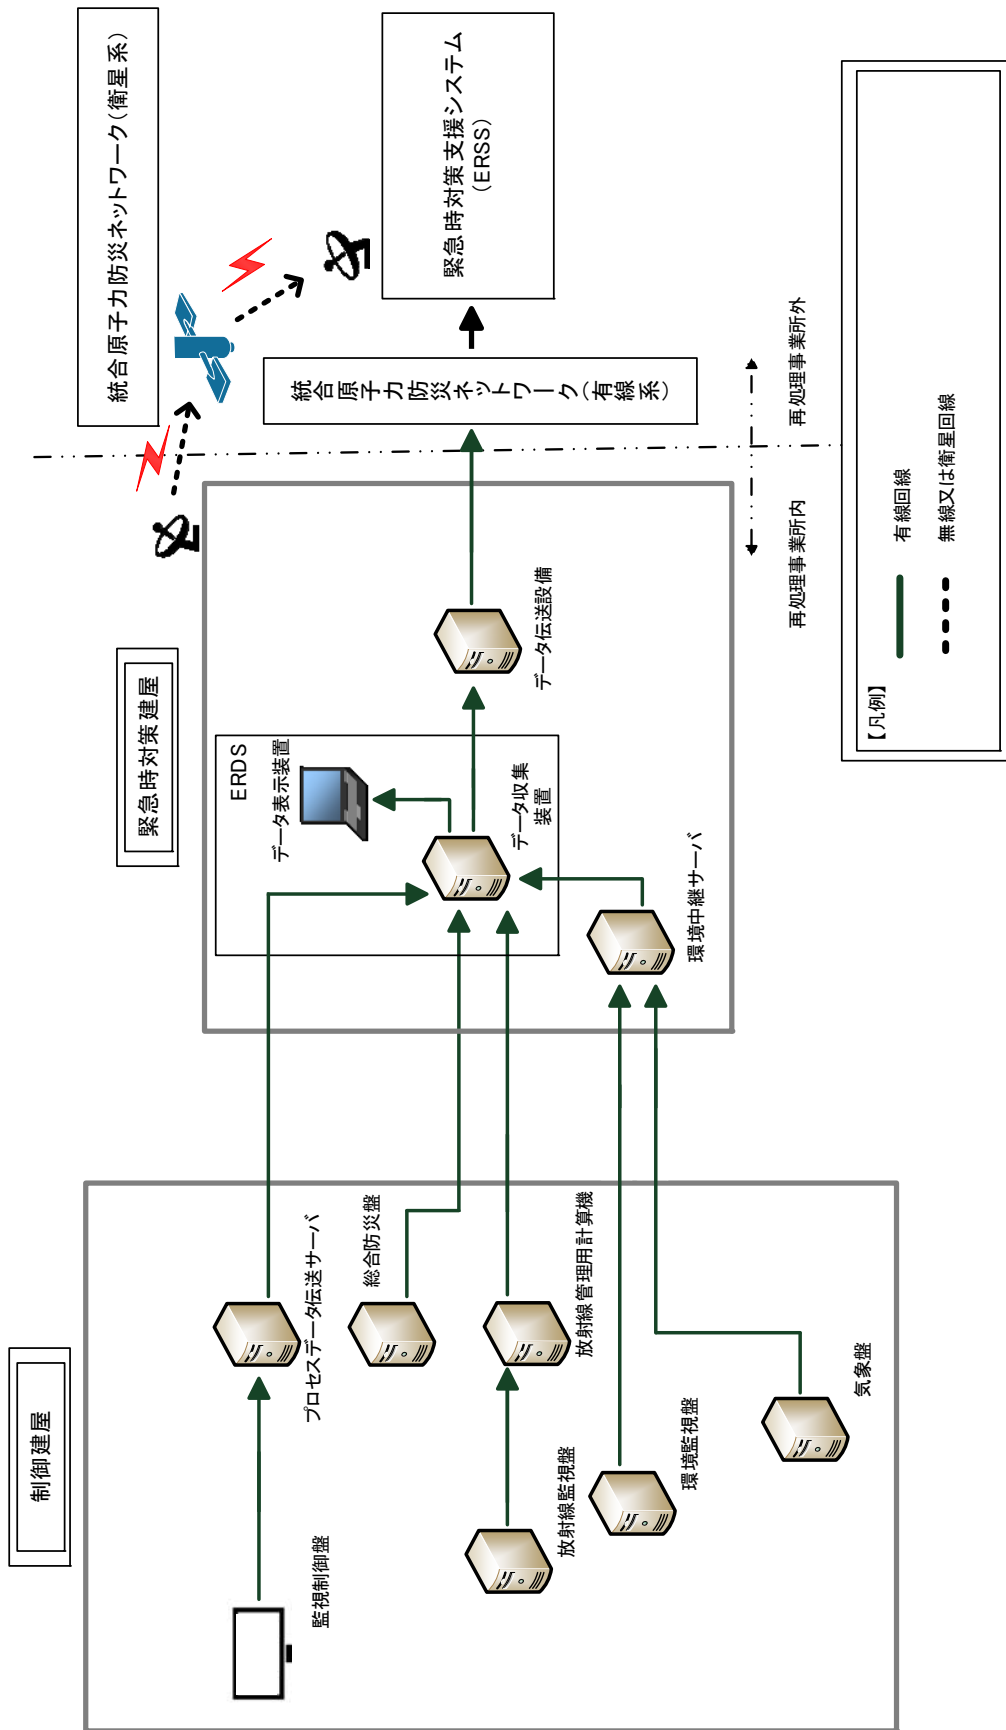 制御建屋
監視制御盤
プロセスデータ伝送サーバ
総合防災盤
放射線監視盤
放射線管理用計算機
環境監視盤
気象盤
緊急時対策建屋
ERDS
データ表示装置
データ収集
装置
データ伝送設備
環境中継サーバ
統合原子力防災ネットワーク(衛星系)
統合原子力防災ネットワーク(有線系)
緊急時対策支援システム
(ERSS)
再処理事業所内
再処理事業所外
【凡例】
有線回線
無線又は衛星回線